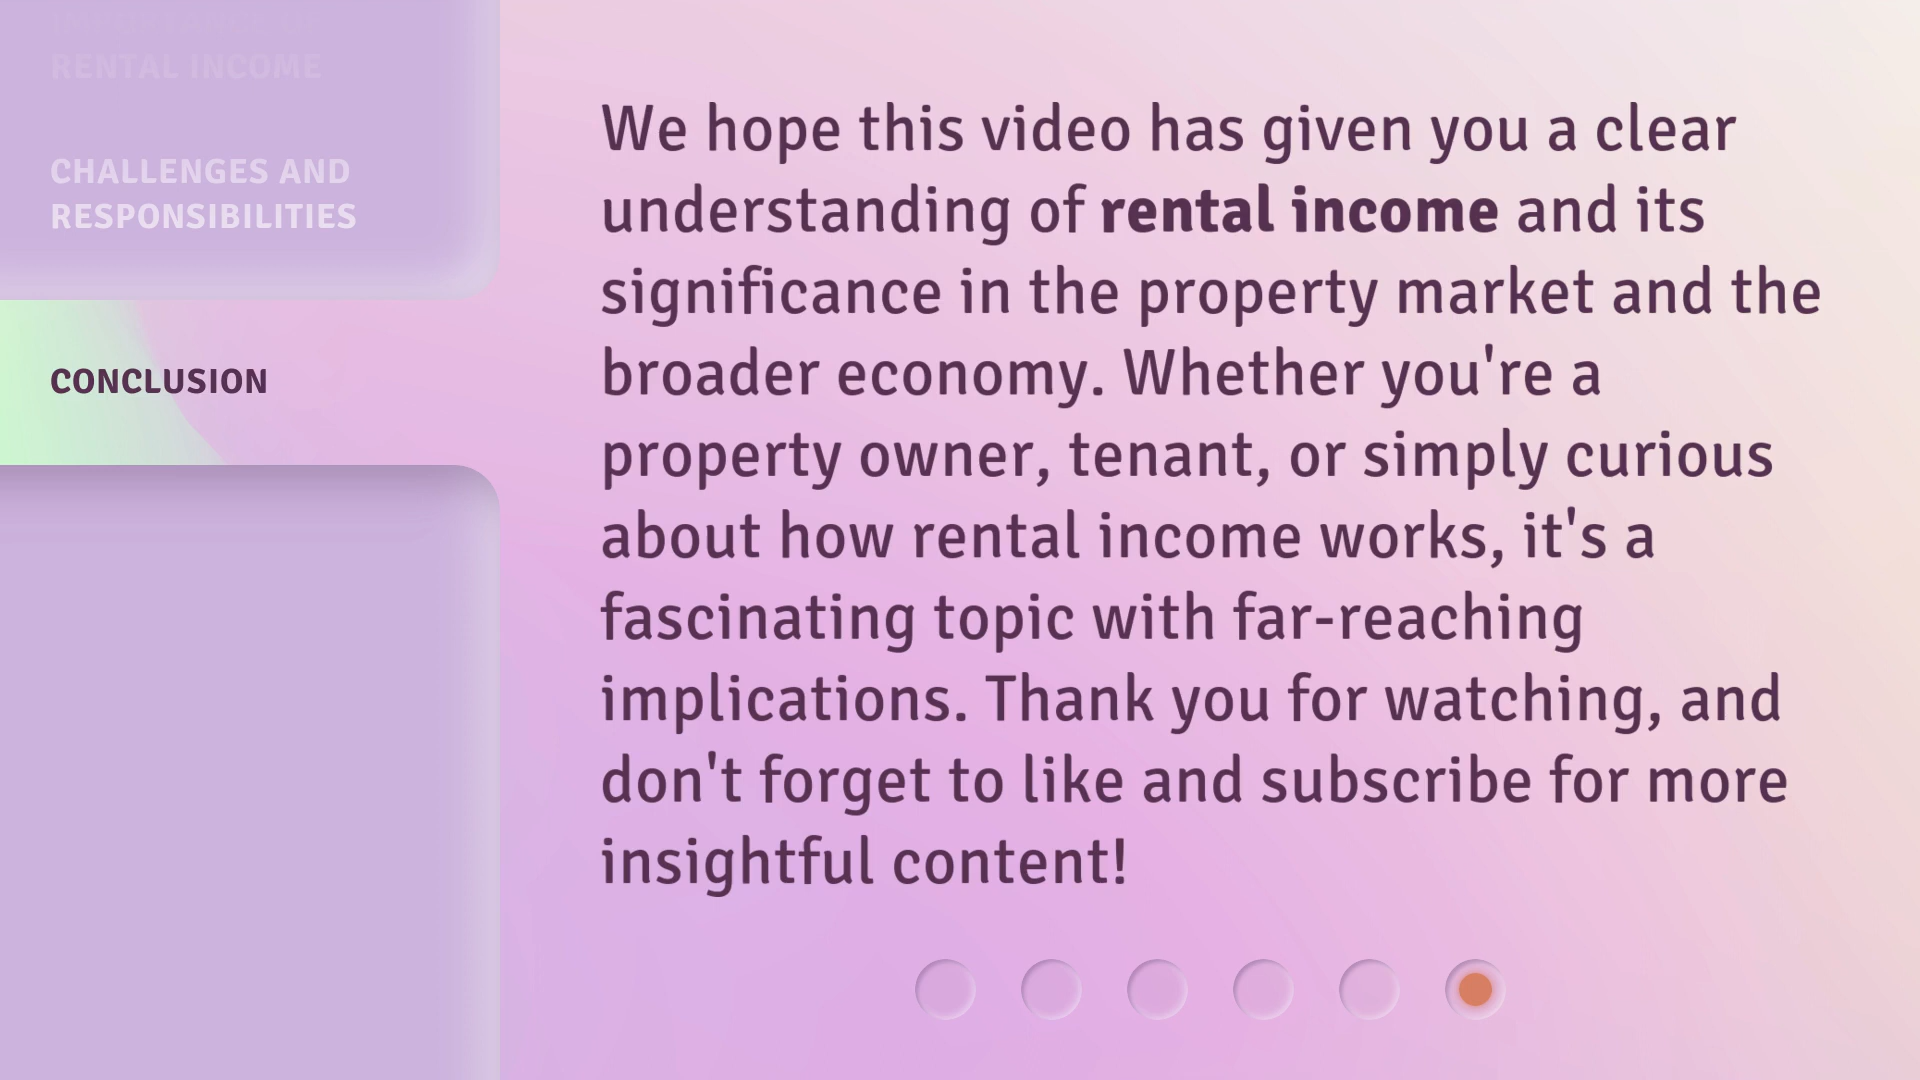 IMPORTANCE OF
RENTAL INCOME
CHALLENGES AND
RESPONSIBILITIES
CONCLUSION
We hope this video has given you a clear
understanding of rental income and its
significance in the property market and the
broader economy. Whether you're a
property owner, tenant, or simply curious
about how rental income works, it's a
fascinating topic with far-reaching
implications. Thank you for watching, and
don't forget to like and subscribe for more
insightful content!